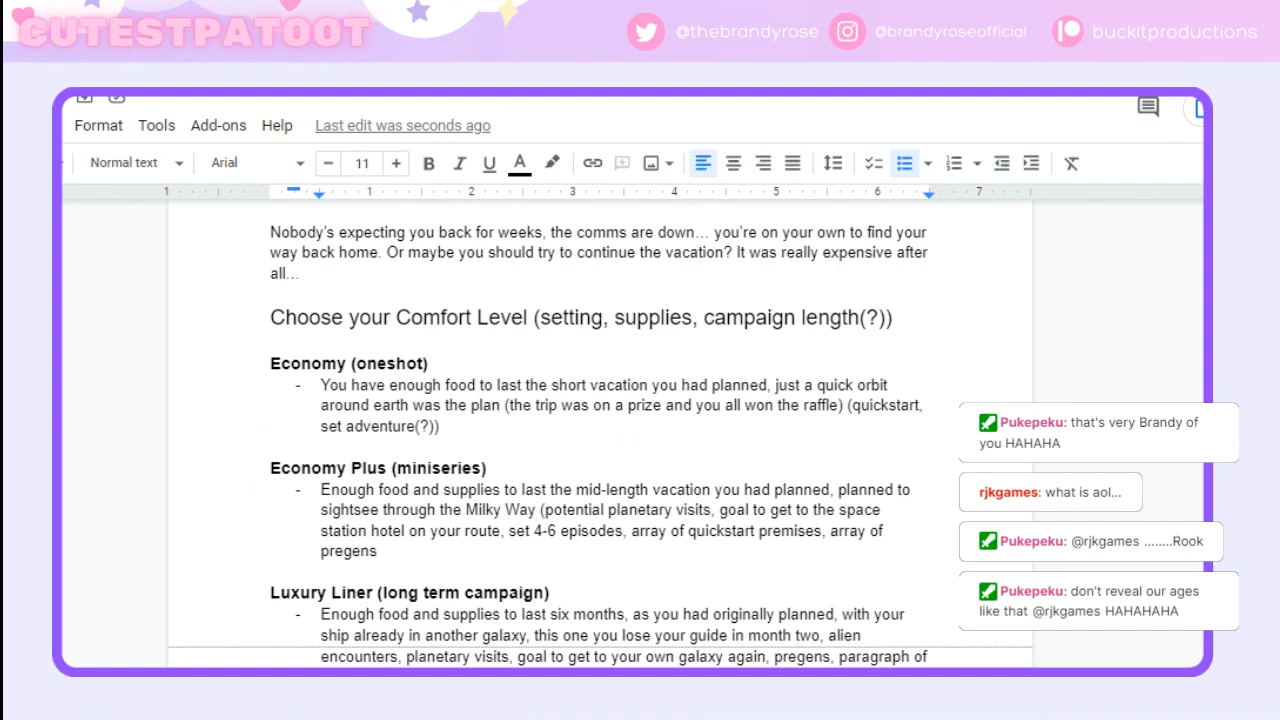 CUTESTPATOOT
@thebrandyrose
@brandyroseofficial
buckitproductions
Format Tools Add-ons Help Last edit was seconds ago
Normal text Arial - 11 + B I U A
1 1 2 3 4 5 6 7
Nobody's expecting you back for weeks, the comms are down… you're on your own to find your
way back home. Or maybe you should try to continue the vacation? It was really expensive after
all…
Choose your Comfort Level (setting, supplies, campaign length(?))
Economy (oneshot)
- You have enough food to last the short vacation you had planned, just a quick orbit
around earth was the plan (the trip was on a prize and you all won the raffle) (quickstart,
set adventure(?))
Economy Plus (miniseries)
- Enough food and supplies to last the mid-length vacation you had planned, planned to
sightsee through the Milky Way (potential planetary visits, goal to get to the space
station hotel on your route, set 4-6 episodes, array of quickstart premises, array of
pregens
Luxury Liner (long term campaign)
- Enough food and supplies to last six months, as you had originally planned, with your
ship already in another galaxy, this one you lose your guide in month two, alien
encounters, planetary visits, goal to get to your own galaxy again, pregens, paragraph of
Pukepeku: that's very Brandy of
you HAHAHA
rjkgames: what is aol...
Pukepeku: @rjkgames ........Rook
Pukepeku: don't reveal our ages
like that @rjkgames HAHAHAHA